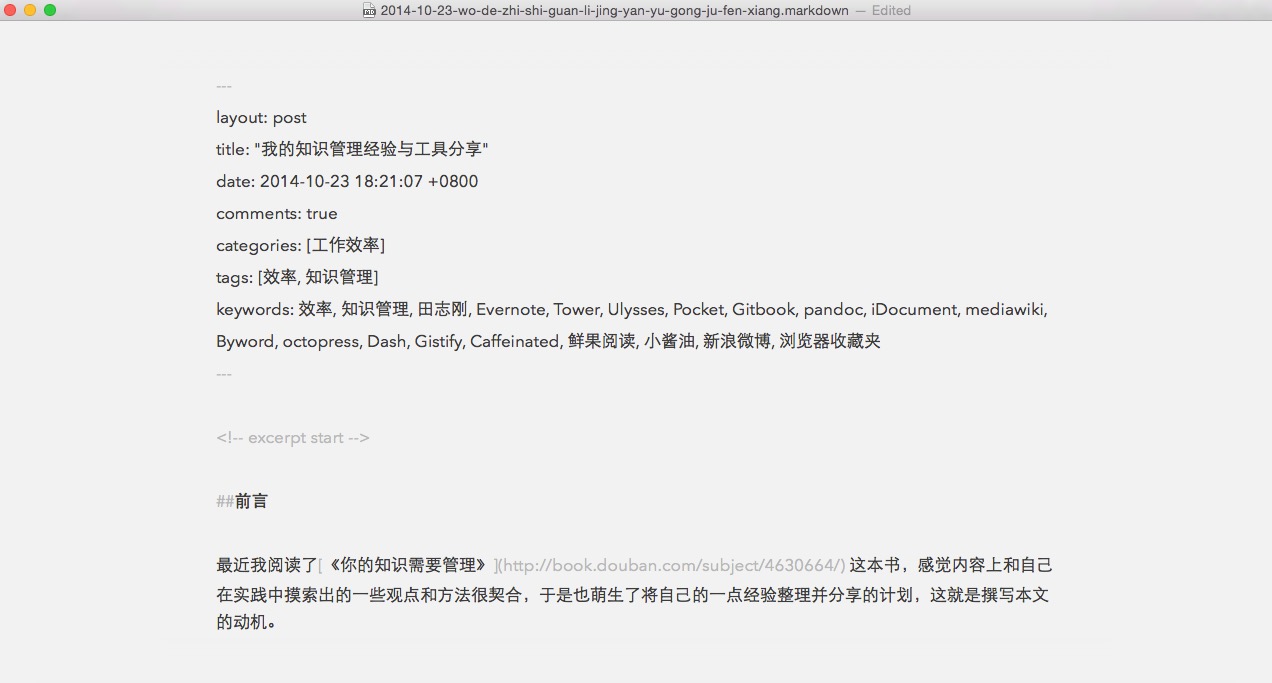 2014-10-23-wo-de-zhi-shi-guan-li-jing-yan-yu-gong-ju-fen-xiang.markdown — Edited
---
layout: post
title: "我的知识管理经验与工具分享"
date: 2014-10-23 18:21:07 +0800
comments: true
categories: [工作效率]
tags: [效率, 知识管理]
keywords: 效率, 知识管理, 田志刚, Evernote, Tower, Ulysses, Pocket, Gitbook, pandoc, iDocument, mediawiki,
Byword, octopress, Dash, Gistify, Caffeinated, 鲜果阅读, 小酱油, 新浪微博, 浏览器收藏夹
---
<!-- excerpt start -->
##前言
最近我阅读了[《你的知识需要管理》](http://book.douban.com/subject/4630664/) 这本书，感觉内容上和自己
在实践中摸索出的一些观点和方法很契合，于是也萌生了将自己的一点经验整理并分享的计划，这就是撰写本文
的动机。